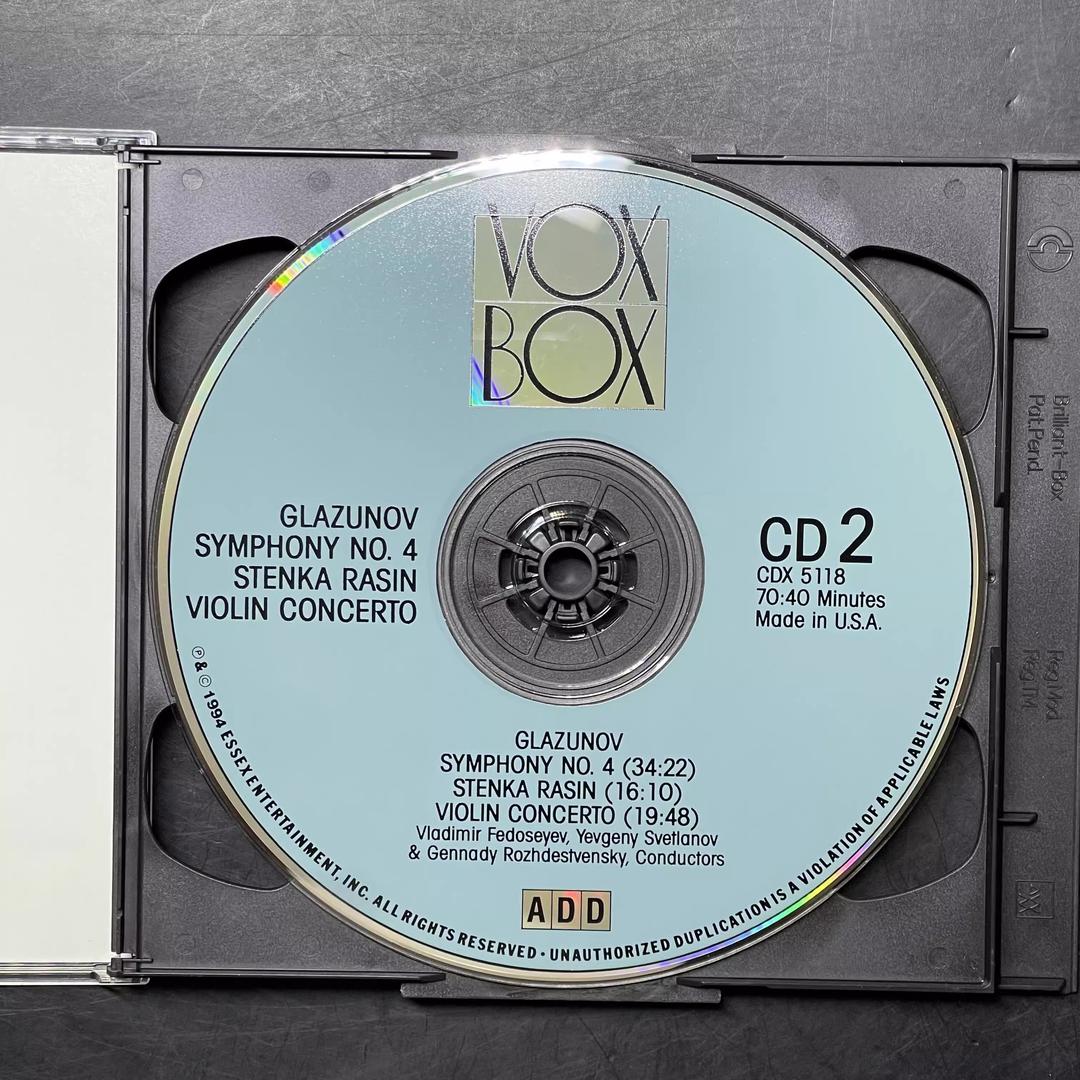 VOX
BOX
GLAZUNOV
SYMPHONY NO. 4
STENKA RASIN
VIOLIN CONCERTO
CD 2
CDX 5118
70:40 Minutes
Made in U.S.A.
GLAZUNOV
SYMPHONY NO. 4 (34:22)
STENKA RASIN (16:10)
VIOLIN CONCERTO (19:48)
Vladimir Fedoseyev, Yevgeny Svetlanov
& Gennady Rozhdestvensky, Conductors
ADD
℗ & © 1994 ESSEX ENTERTAINMENT, INC. ALL RIGHTS RESERVED · UNAUTHORIZED DUPLICATION IS A VIOLATION OF APPLICABLE LAWS
Brilliant-Box
Pat.Pend.
Reg.Mod.
Reg.TM